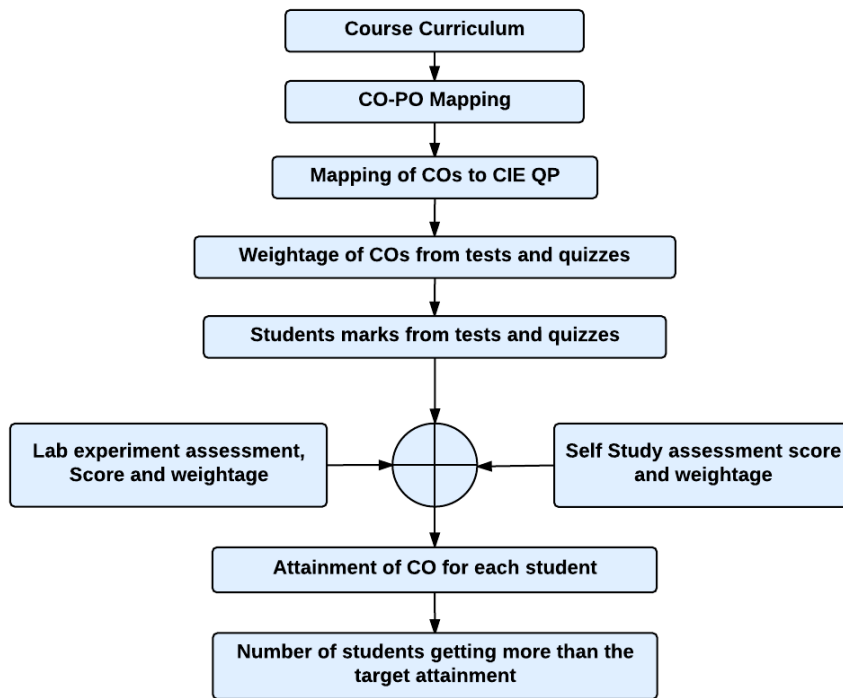 Course Curriculum
CO-PO Mapping
Mapping of COs to CIE QP
Weightage of COs from tests and quizzes
Students marks from tests and quizzes
Lab experiment assessment,
Score and weightage
Self Study assessment score
and weightage
Attainment of CO for each student
Number of students getting more than the
target attainment